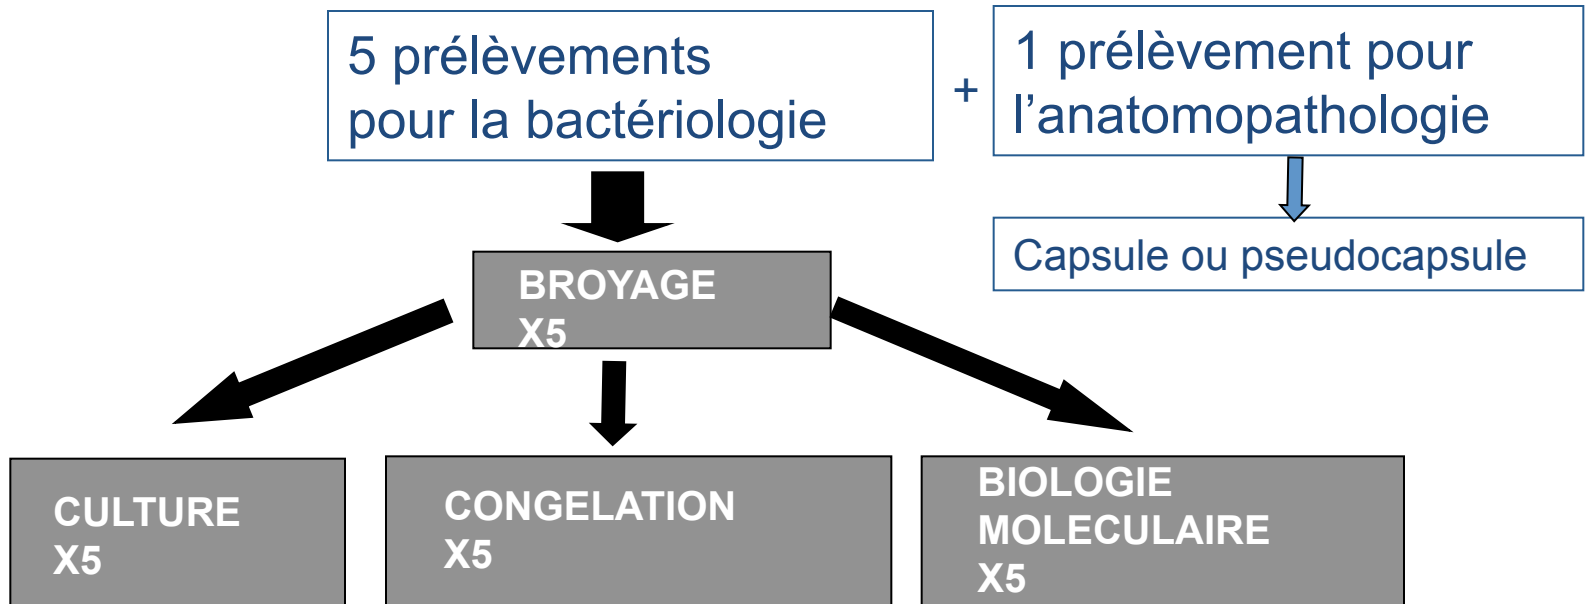 5 prélèvements
pour la bactériologie
+
1 prélèvement pour
l’anatomopathologie
Capsule ou pseudocapsule
BROYAGE
X5
CULTURE
X5
CONGELATION
X5
BIOLOGIE
MOLECULAIRE
X5